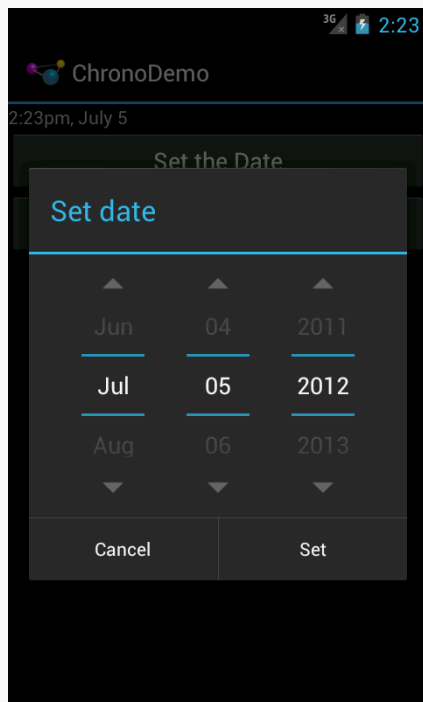 3G 2:23
ChronoDemo
2:23pm, July 5
Set the Date
Set date
Jun 04 2011
Jul 05 2012
Aug 06 2013
Cancel Set